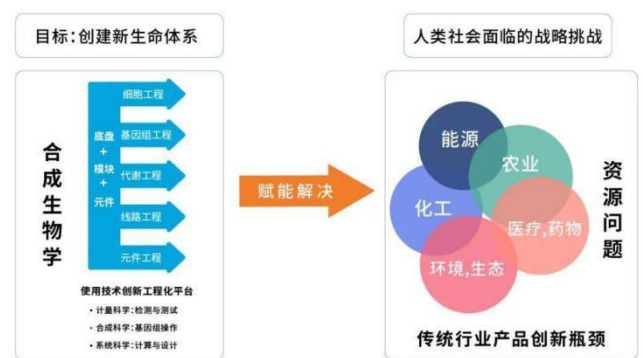 目标:创建新生命体系
人类社会面临的战略挑战
合成生物学
底盘
+
模块
+
元件
细胞工程
基因组工程
代谢工程
线路工程
元件工程
使用技术创新工程化平台
• 计量科学:检测与测试
• 合成科学:基因组操作
• 系统科学:计算与设计
赋能解决
能源
农业
化工
医疗,药物
环境,生态
资源问题
传统行业产品创新瓶颈